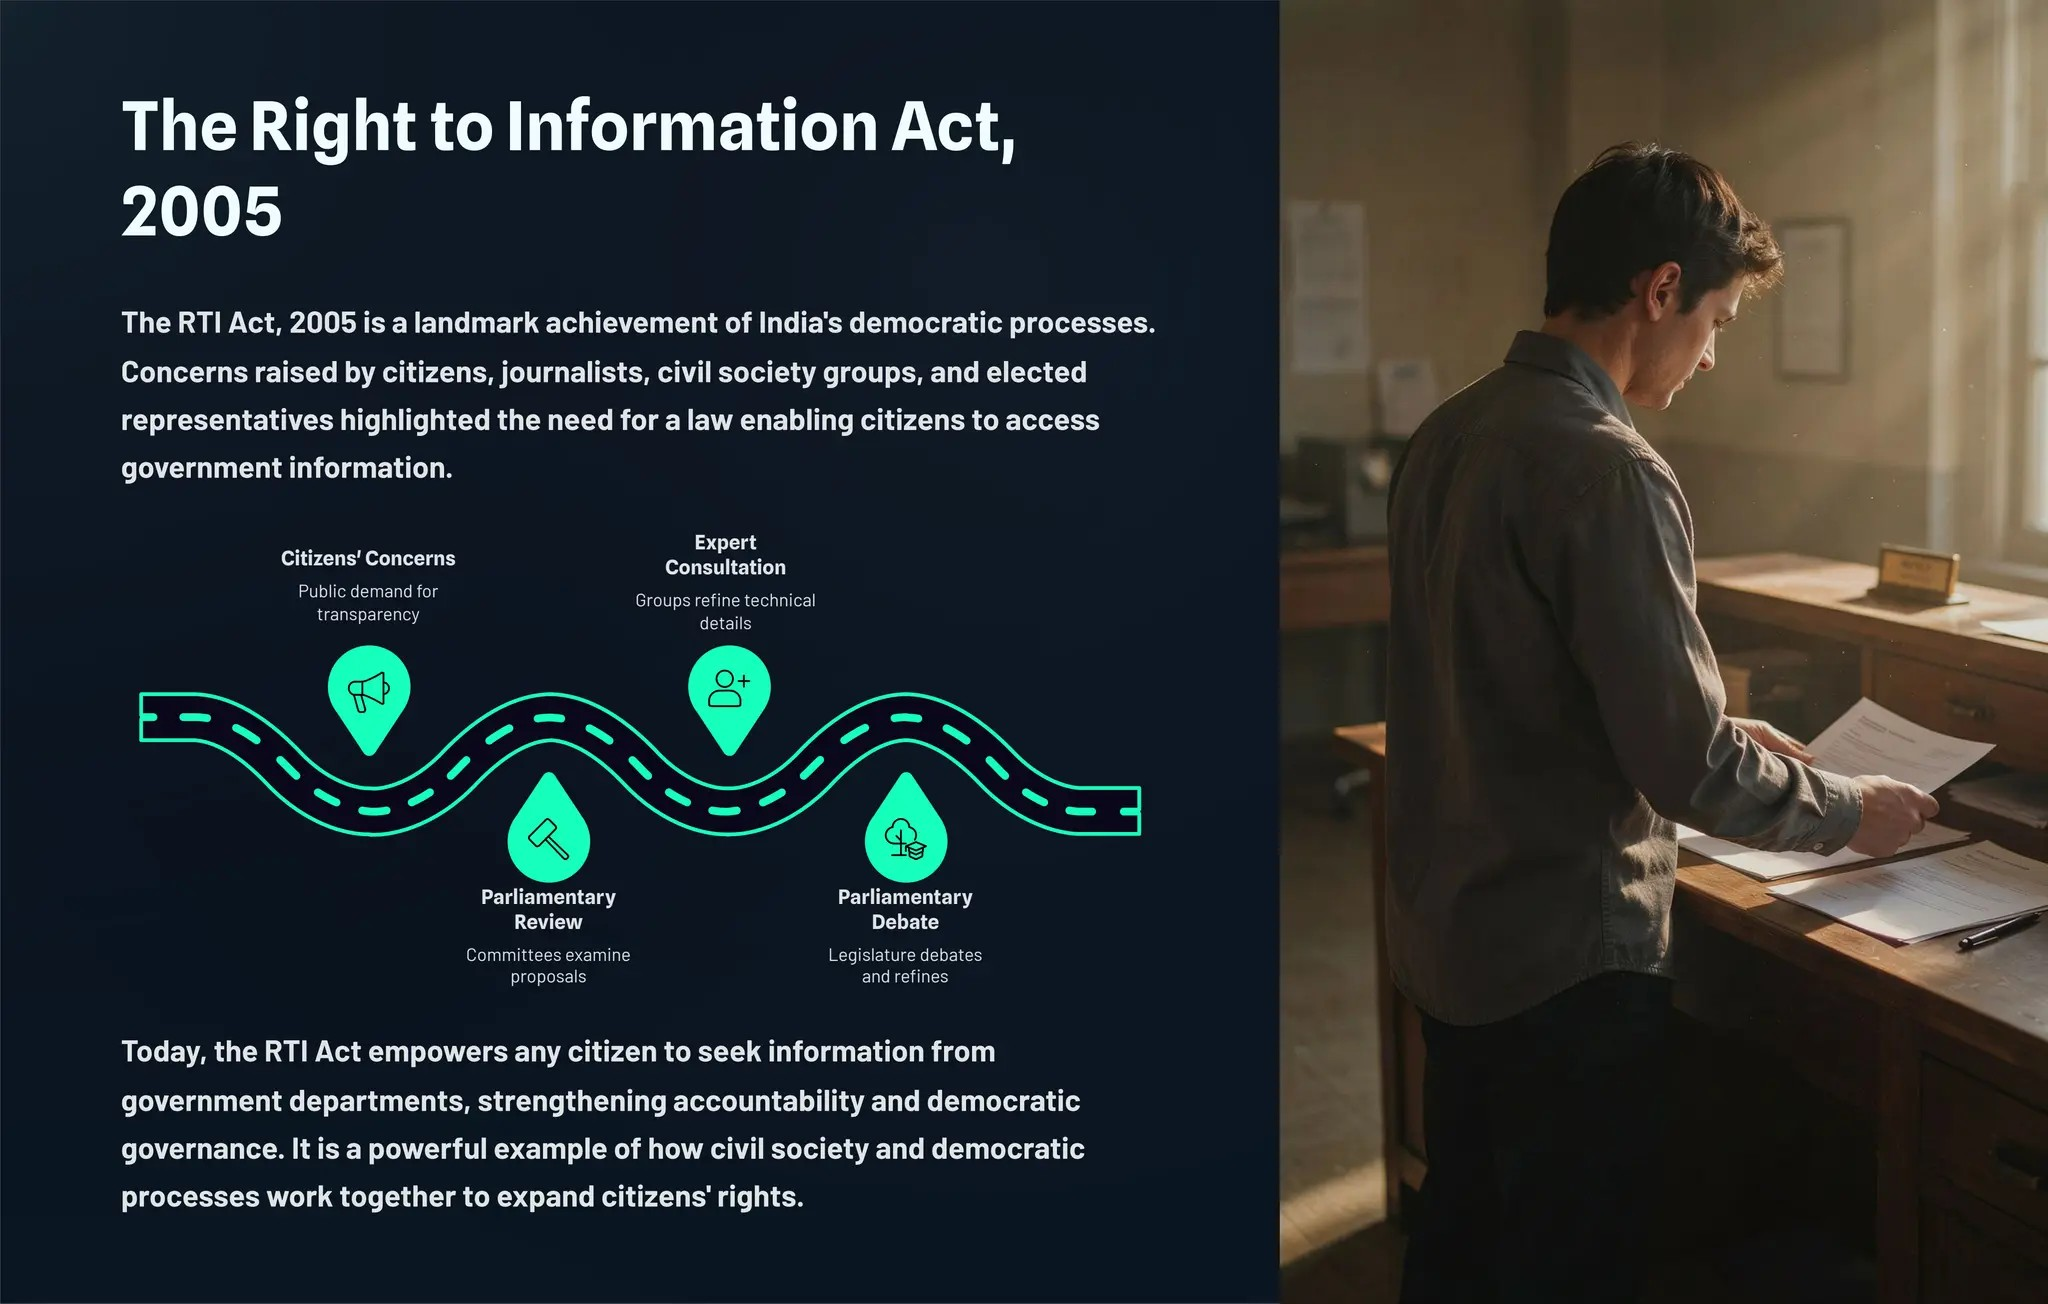 The Right to Information Act,
2005
The RTI Act, 2005 is a landmark achievement of India's democratic processes.
Concerns raised by citizens, journalists, civil society groups, and elected
representatives highlighted the need for a law enabling citizens to access
government information.
Citizens' Concerns
Public demand for
transparency
Expert
Consultation
Groups refine technical
details
Parliamentary
Review
Committees examine
proposals
Parliamentary
Debate
Legislature debates
and refines
Today, the RTI Act empowers any citizen to seek information from
government departments, strengthening accountability and democratic
governance. It is a powerful example of how civil society and democratic
processes work together to expand citizens' rights.